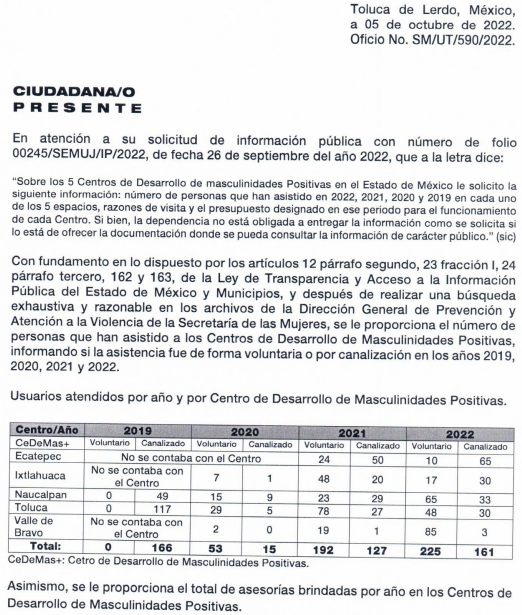 Toluca de Lerdo, México,
a 05 de octubre de 2022.
Oficio No. SM/UT/590/2022.
CIUDADANA/O
PRESENTE
En atención a su solicitud de información pública con número de folio
00245/SEMUJ/IP/2022, de fecha 26 de septiembre del año 2022, que a la letra dice:
"Sobre los 5 Centros de Desarrollo de masculinidades Positivas en el Estado de México le solicito la
siguiente información: número de personas que han asistido en 2022, 2021, 2020 y 2019 en cada uno
de los 5 espacios, razones de visita y el presupuesto designado en ese periodo para el funcionamiento
de cada Centro. Si bien, la dependencia no está obligada a entregar la información como se solicita si
lo está de ofrecer la documentación donde se pueda consultar la información de carácter público." (sic)
Con fundamento en lo dispuesto por los artículos 12 párrafo segundo, 23 fracción I, 24
párrafo tercero, 162 y 163, de la Ley de Transparencia y Acceso a la Información
Pública del Estado de México y Municipios, y después de realizar una búsqueda
exhaustiva y razonable en los archivos de la Dirección General de Prevención y
Atención a la Violencia de la Secretaría de las Mujeres, se le proporciona el número de
personas que han asistido a los Centros de Desarrollo de Masculinidades Positivas,
informando si la asistencia fue de forma voluntaria o por canalización en los años 2019,
2020, 2021 y 2022.
Usuarios atendidos por año y por Centro de Desarrollo de Masculinidades Positivas.
Centro/Año 2019 2020 2021 2022
CeDeMas+ Voluntario Canalizado Voluntario Canalizado Voluntario Canalizado Voluntario Canalizado
Ecatepec No se contaba con el Centro 24 50 10 65
Ixtlahuaca No se contaba con el Centro 7 1 48 20 17 30
Naucalpan 0 49 15 9 23 29 65 33
Toluca 0 117 29 5 78 27 48 30
Valle de Bravo No se contaba con el Centro 2 0 19 1 85 3
Total: 0 166 53 15 192 127 225 161
CeDeMas+: Cetro de Desarrollo de Masculinidades Positivas.
Asimismo, se le proporciona el total de asesorías brindadas por año en los Centros de
Desarrollo de Masculinidades Positivas.